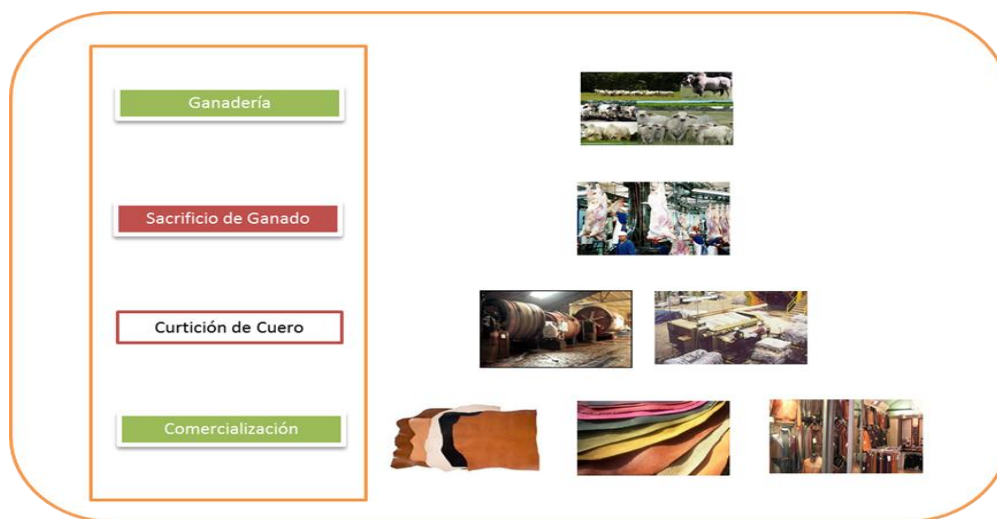 Ganadería
Sacrificio de Ganado
Curtición de Cuero
Comercialización